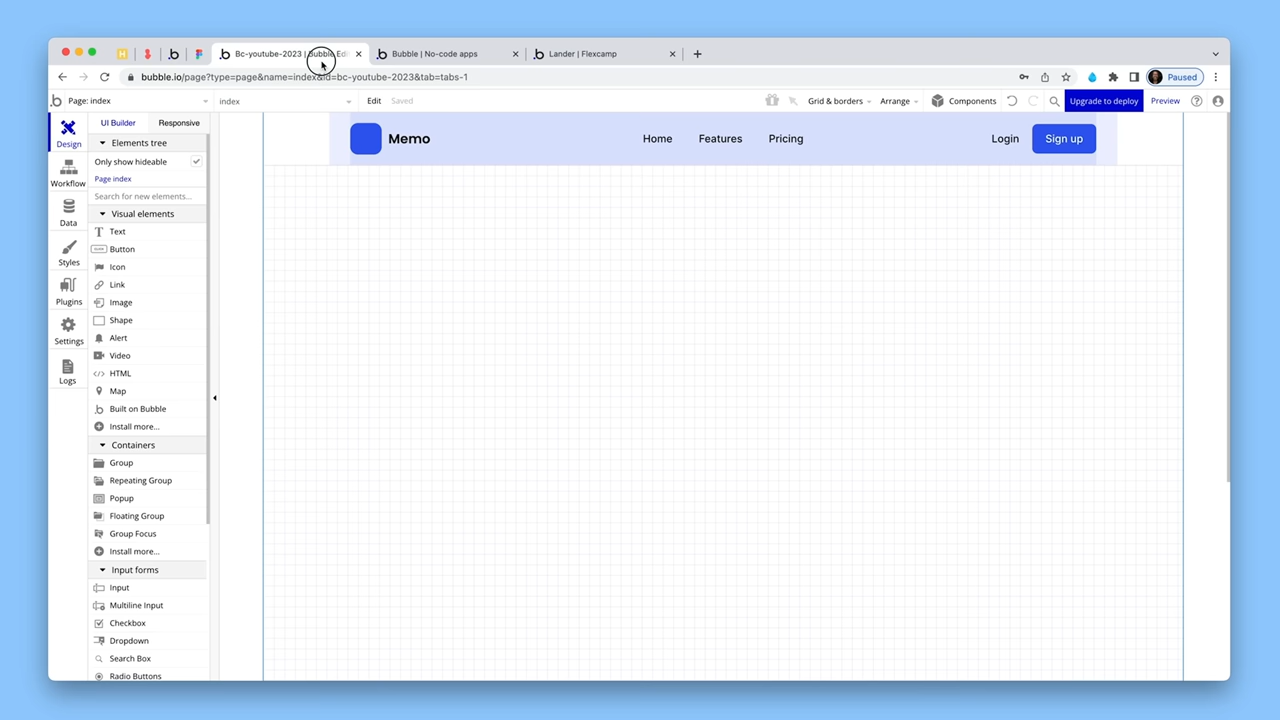 Bc-youtube-2023 | Bubble Edi
Bubble | No-code apps
Lander | Flexcamp
bubble.io/page?type=page&name=index&id=bc-youtube-2023&tab=tabs-1
Paused
Page: index
index
Edit
Saved
Grid & borders
Arrange
Components
Upgrade to deploy
Preview
Design
Workflow
Data
Styles
Plugins
Settings
Logs
UI Builder
Responsive
Elements tree
Only show hideable
Page index
Search for new elements...
Visual elements
Text
Button
Icon
Link
Image
Shape
Alert
Video
HTML
Map
Built on Bubble
Install more...
Containers
Group
Repeating Group
Popup
Floating Group
Group Focus
Install more...
Input forms
Input
Multiline Input
Checkbox
Dropdown
Search Box
Radio Buttons
Memo
Home
Features
Pricing
Login
Sign up